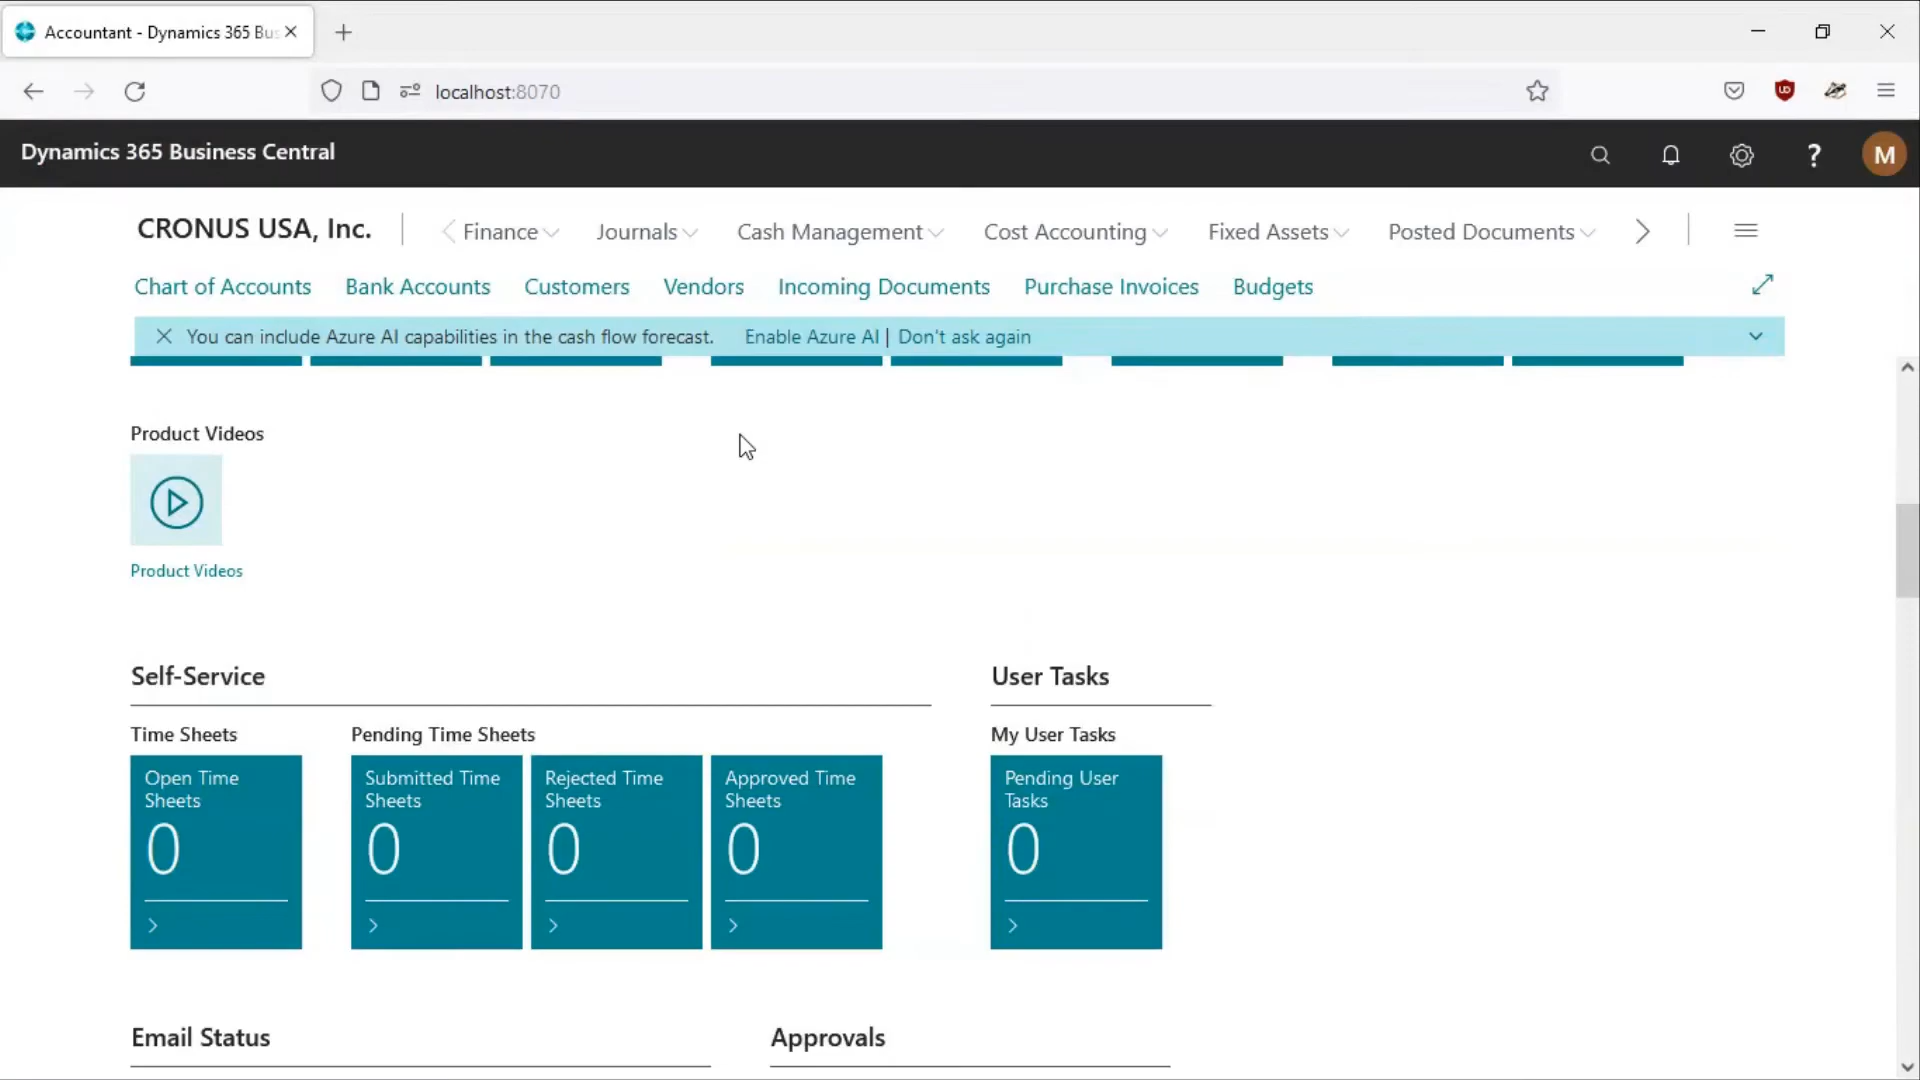 Accountant - Dynamics 365 Bus
localhost:8070
Dynamics 365 Business Central
M
CRONUS USA, Inc.
Finance
Journals
Cash Management
Cost Accounting
Fixed Assets
Posted Documents
Chart of Accounts
Bank Accounts
Customers
Vendors
Incoming Documents
Purchase Invoices
Budgets
You can include Azure AI capabilities in the cash flow forecast. Enable Azure AI | Don't ask again
Product Videos
Product Videos
Self-Service
User Tasks
Time Sheets
Pending Time Sheets
My User Tasks
Open Time
Sheets
0
Submitted Time
Sheets
0
Rejected Time
Sheets
0
Approved Time
Sheets
0
Pending User
Tasks
0
Email Status
Approvals